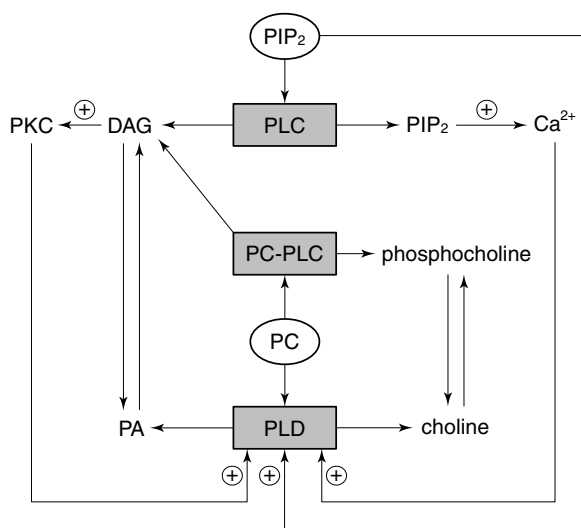 PIP₂
PKC ⊕ DAG PLC PIP₂ ⊕ Ca²⁺
PC-PLC phosphocholine
PC
PA PLD choline
⊕ ⊕ ⊕